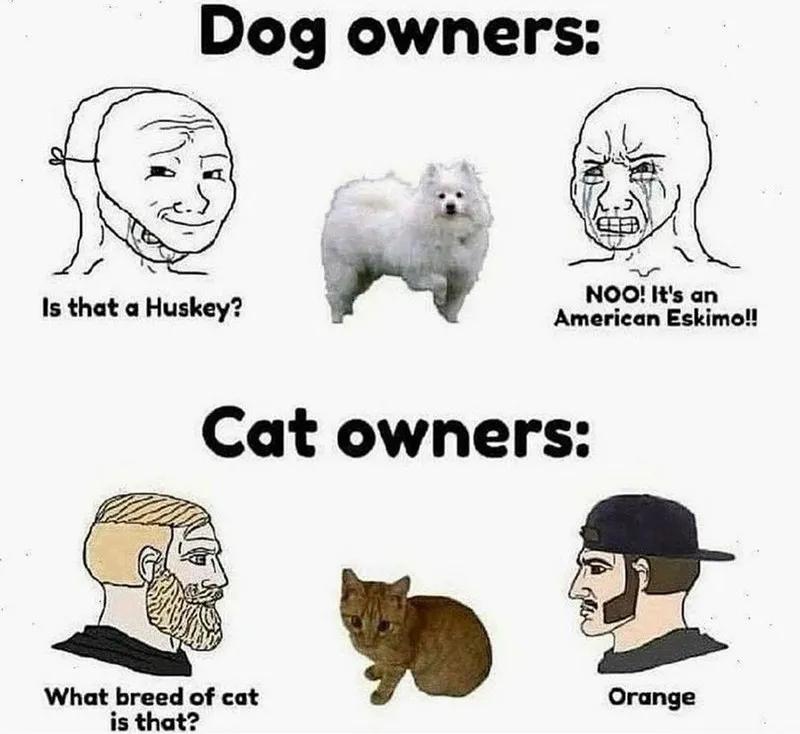 Dog owners:
Is that a Huskey?
NOO! It's an
American Eskimo!!
Cat owners:
What breed of cat
is that?
Orange